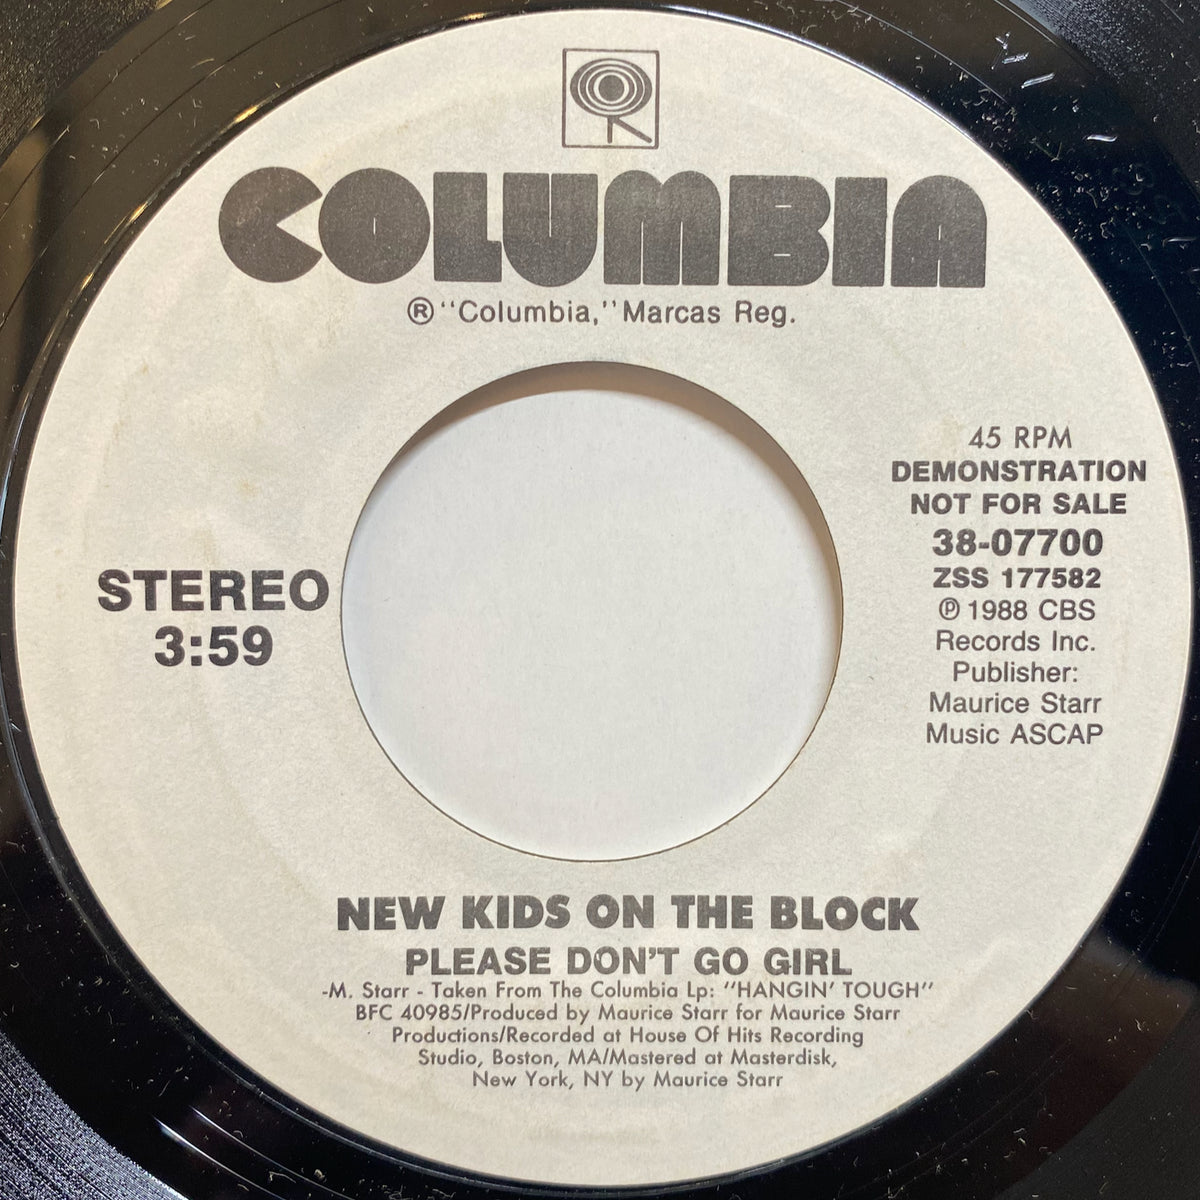 COLUMBIA
®"Columbia," Marcas Reg.
45 RPM
DEMONSTRATION
NOT FOR SALE
38-07700
ZSS 177582
℗ 1988 CBS
Records Inc.
Publisher:
Maurice Starr
Music ASCAP
STEREO
3:59
NEW KIDS ON THE BLOCK
PLEASE DON'T GO GIRL
-M. Starr - Taken From The Columbia Lp: "HANGIN' TOUGH"
BFC 40985/Produced by Maurice Starr for Maurice Starr
Productions/Recorded at House Of Hits Recording
Studio, Boston, MA/Mastered at Masterdisk,
New York, NY by Maurice Starr